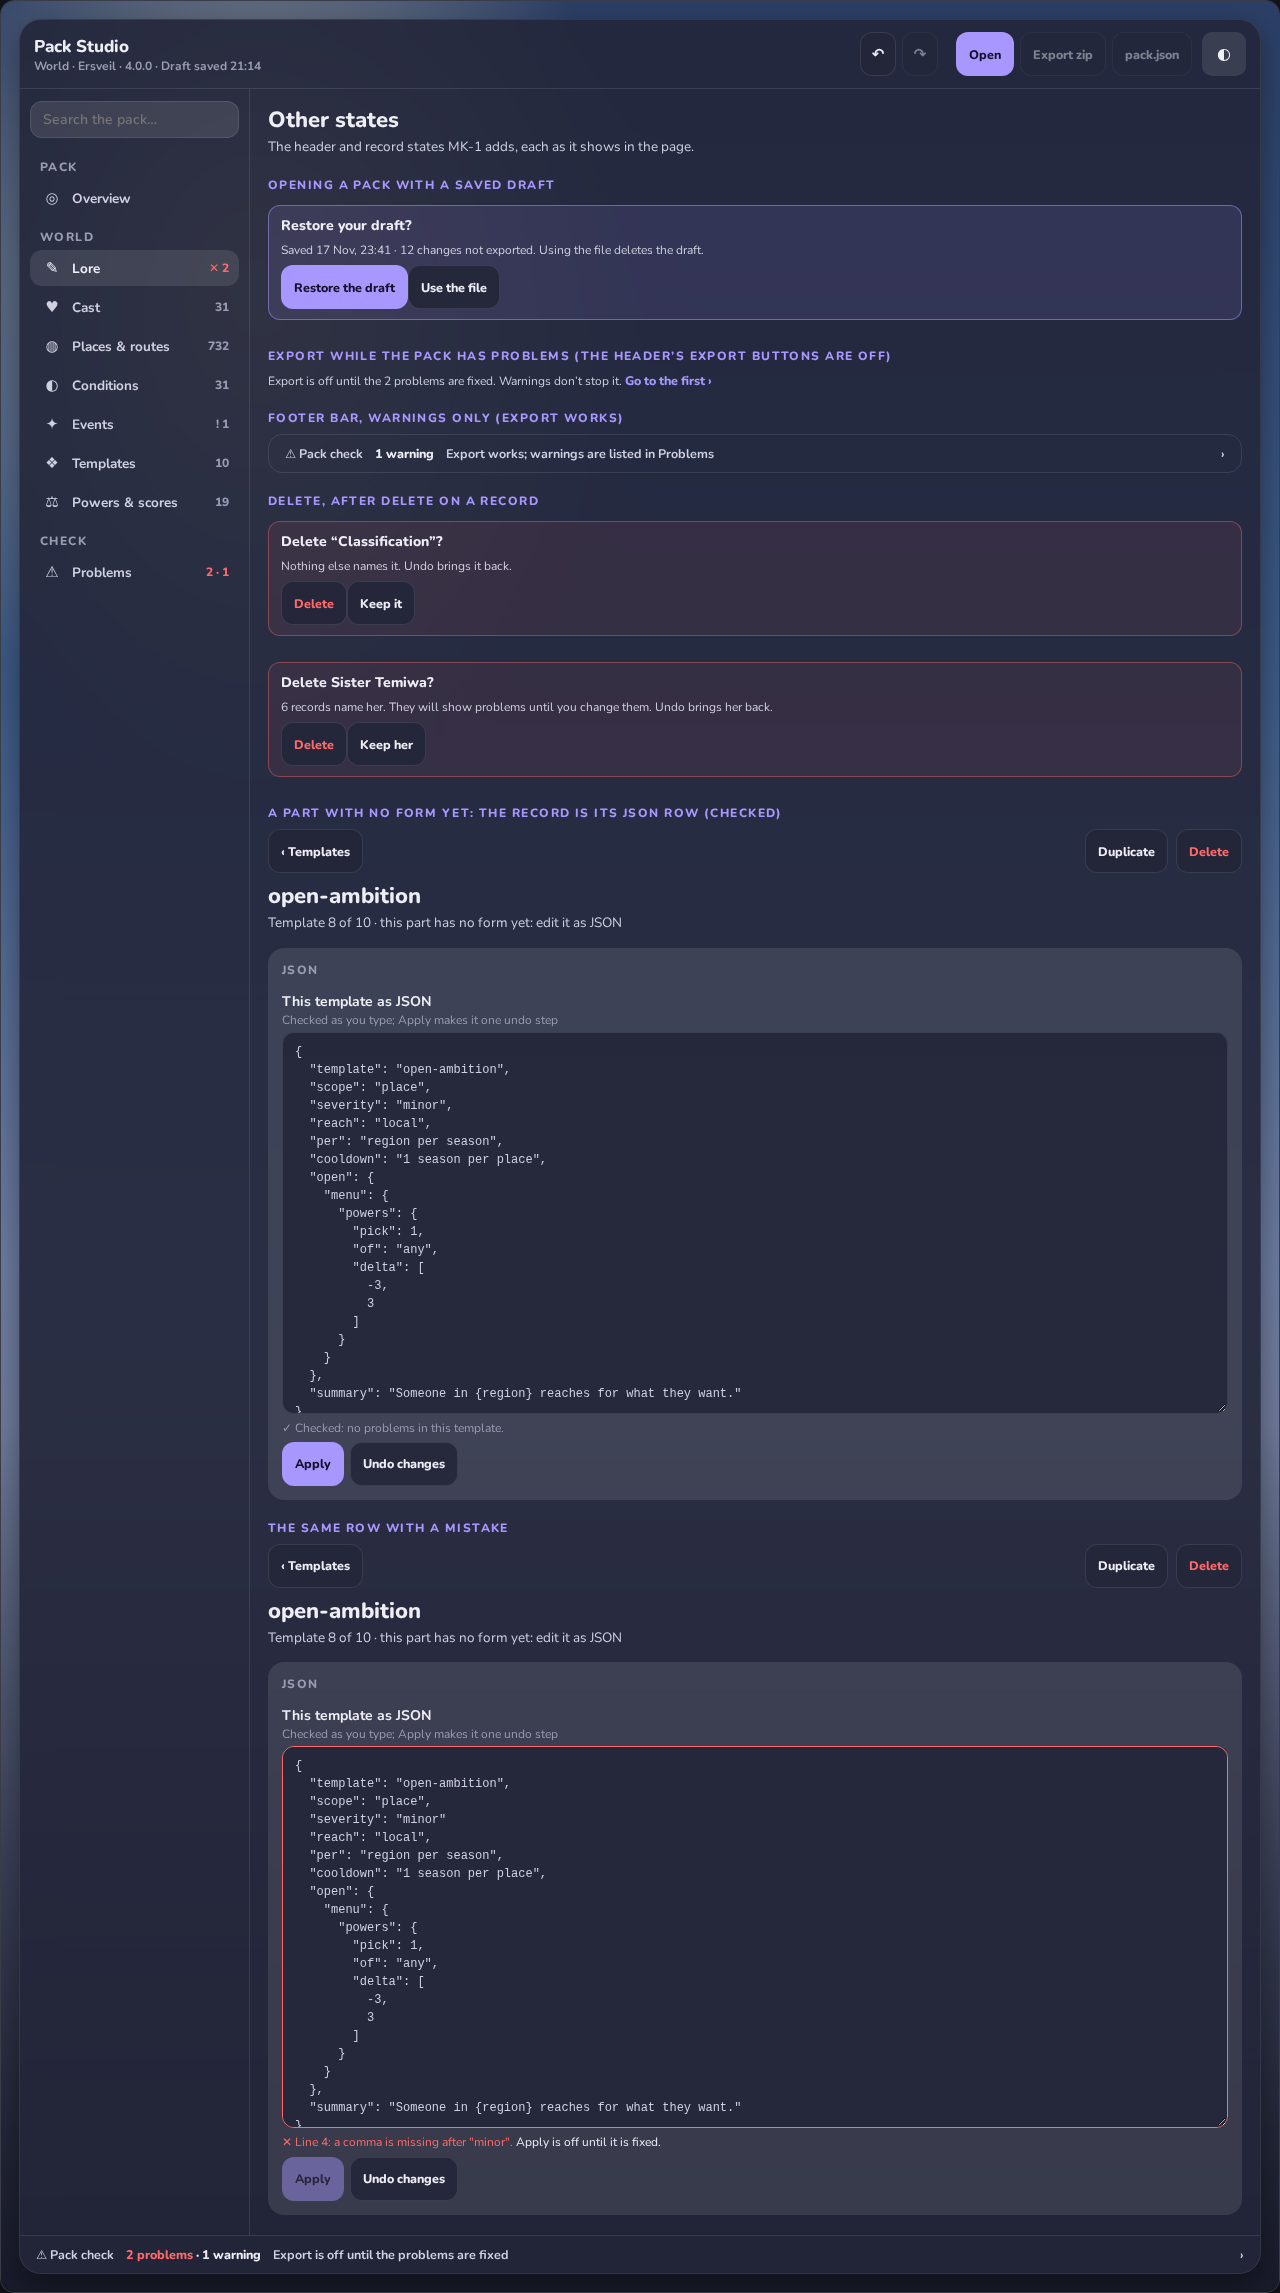 Pack Studio
World · Ersveil · 4.0.0 · Draft saved 21:14
↶
↷
Open
Export zip
pack.json
◐
Search the pack...
PACK
◎ Overview
WORLD
✎ Lore ✕ 2
♥ Cast 31
◍ Places & routes 732
◐ Conditions 31
✦ Events ! 1
❖ Templates 10
⚖ Powers & scores 19
CHECK
⚠ Problems 2 · 1
Other states
The header and record states MK-1 adds, each as it shows in the page.
OPENING A PACK WITH A SAVED DRAFT
Restore your draft?
Saved 17 Nov, 23:41 · 12 changes not exported. Using the file deletes the draft.
Restore the draft
Use the file
EXPORT WHILE THE PACK HAS PROBLEMS (THE HEADER’S EXPORT BUTTONS ARE OFF)
Export is off until the 2 problems are fixed. Warnings don’t stop it. Go to the first ›
FOOTER BAR, WARNINGS ONLY (EXPORT WORKS)
⚠ Pack check 1 warning Export works; warnings are listed in Problems ›
DELETE, AFTER DELETE ON A RECORD
Delete “Classification”?
Nothing else names it. Undo brings it back.
Delete
Keep it
Delete Sister Temiwa?
6 records name her. They will show problems until you change them. Undo brings her back.
Delete
Keep her
A PART WITH NO FORM YET: THE RECORD IS ITS JSON ROW (CHECKED)
‹ Templates
Duplicate
Delete
open-ambition
Template 8 of 10 · this part has no form yet: edit it as JSON
JSON
This template as JSON
Checked as you type; Apply makes it one undo step
{
"template": "open-ambition",
"scope": "place",
"severity": "minor",
"reach": "local",
"per": "region per season",
"cooldown": "1 season per place",
"open": {
"menu": {
"powers": {
"pick": 1,
"of": "any",
"delta": [
-3,
3
]
}
}
},
"summary": "Someone in {region} reaches for what they want."
}
✓ Checked: no problems in this template.
Apply
Undo changes
THE SAME ROW WITH A MISTAKE
‹ Templates
Duplicate
Delete
open-ambition
Template 8 of 10 · this part has no form yet: edit it as JSON
JSON
This template as JSON
Checked as you type; Apply makes it one undo step
{
"template": "open-ambition",
"scope": "place",
"severity": "minor"
"reach": "local",
"per": "region per season",
"cooldown": "1 season per place",
"open": {
"menu": {
"powers": {
"pick": 1,
"of": "any",
"delta": [
-3,
3
]
}
}
},
"summary": "Someone in {region} reaches for what they want."
}
✕ Line 4: a comma is missing after "minor". Apply is off until it is fixed.
Apply
Undo changes
⚠ Pack check 2 problems · 1 warning Export is off until the problems are fixed ›